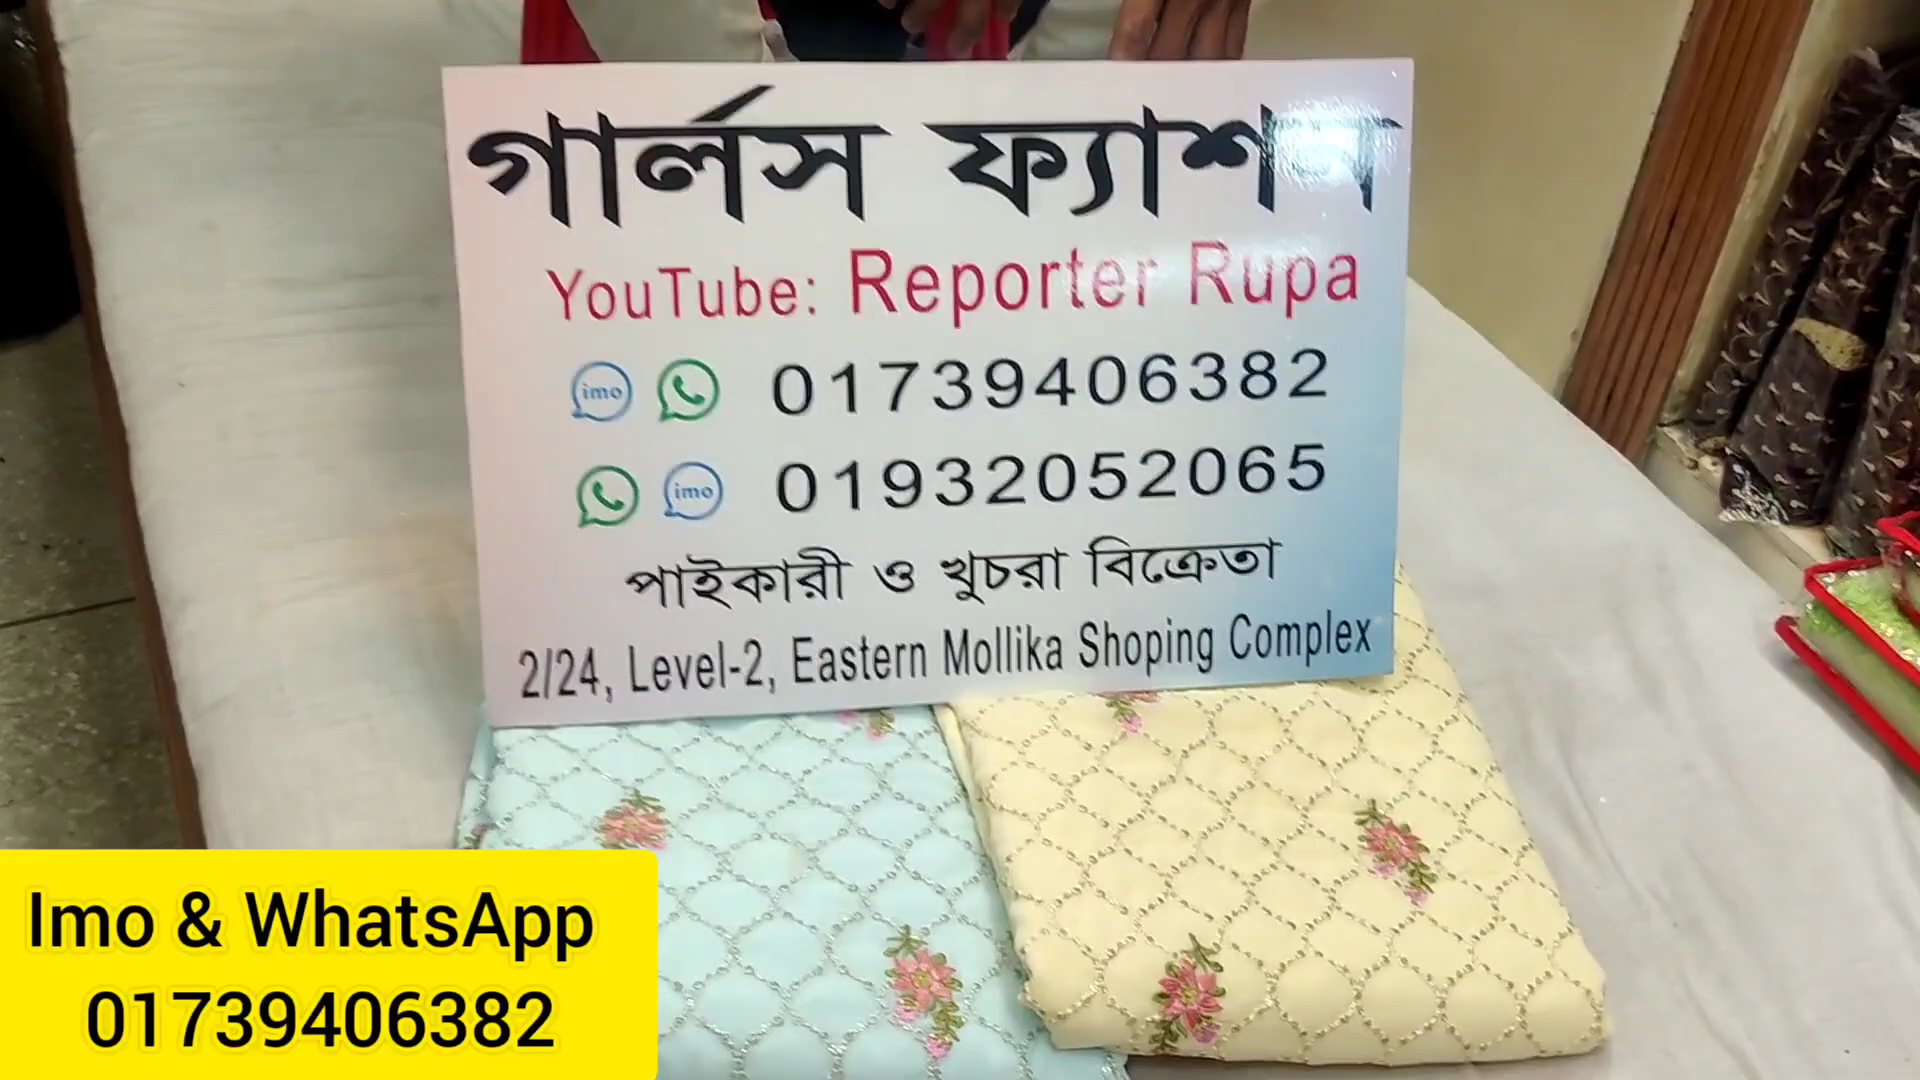 গার্লস ফ্যাশন
YouTube: Reporter Rupa
imo 01739406382
imo 01932052065
পাইকারী ও খুচরা বিক্রেতা
2/24, Level-2, Eastern Mollika Shoping Complex
Imo & WhatsApp
01739406382